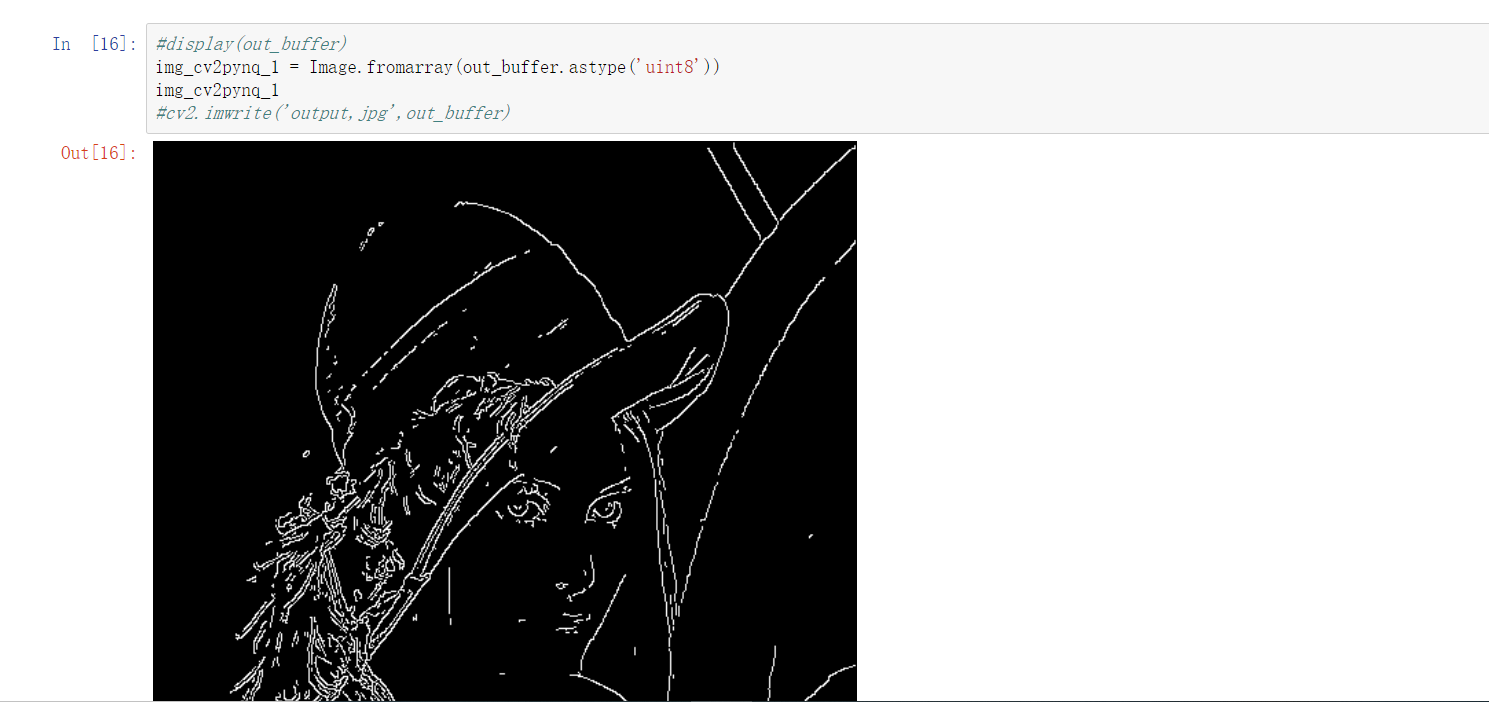 In [16]: #display(out_buffer)
img_cv2pynq_1 = Image.fromarray(out_buffer.astype('uint8'))
img_cv2pynq_1
#cv2.imwrite('output,jpg',out_buffer)
Out[16]: